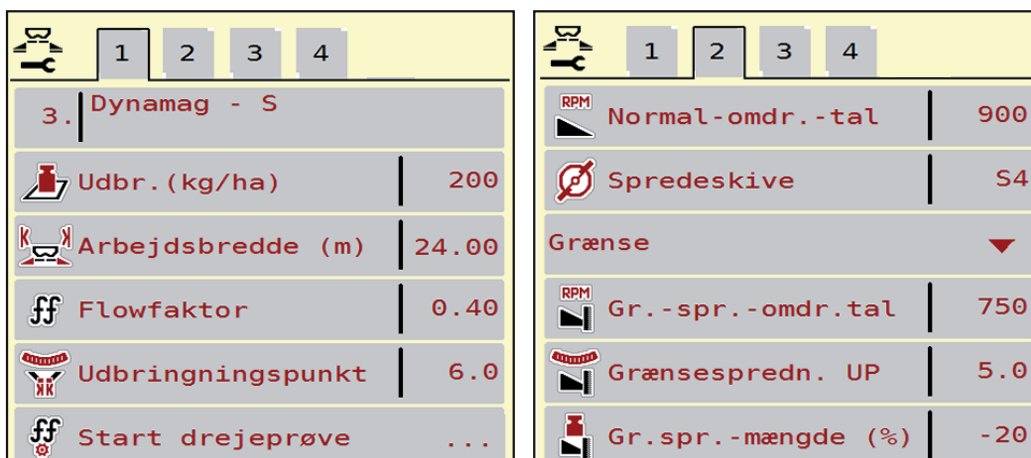 1 2 3 4
3. Dynamag - S
Udbr.(kg/ha) 200
Arbejdsbredde (m) 24.00
ff Flowfaktor 0.40
Udbringningspunkt 6.0
ff Start drejeprøve ...
1 2 3 4
RPM Normal-omdr.-tal 900
Spredeskive S4
Grænse
RPM Gr.-spr.-omdr.tal 750
Grænsespredn. UP 5.0
Gr.spr.-mængde (%) -20